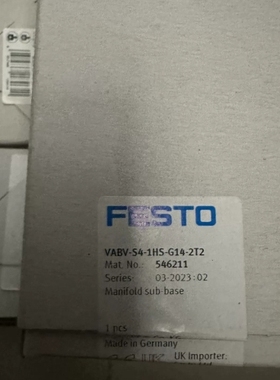 FESTO
VABV-S4-1HS-G14-2T2
Mat. No.: 546211
Series: 03-2023:02
Manifold sub-base
1 pcs
Made in Germany
UK Importer: